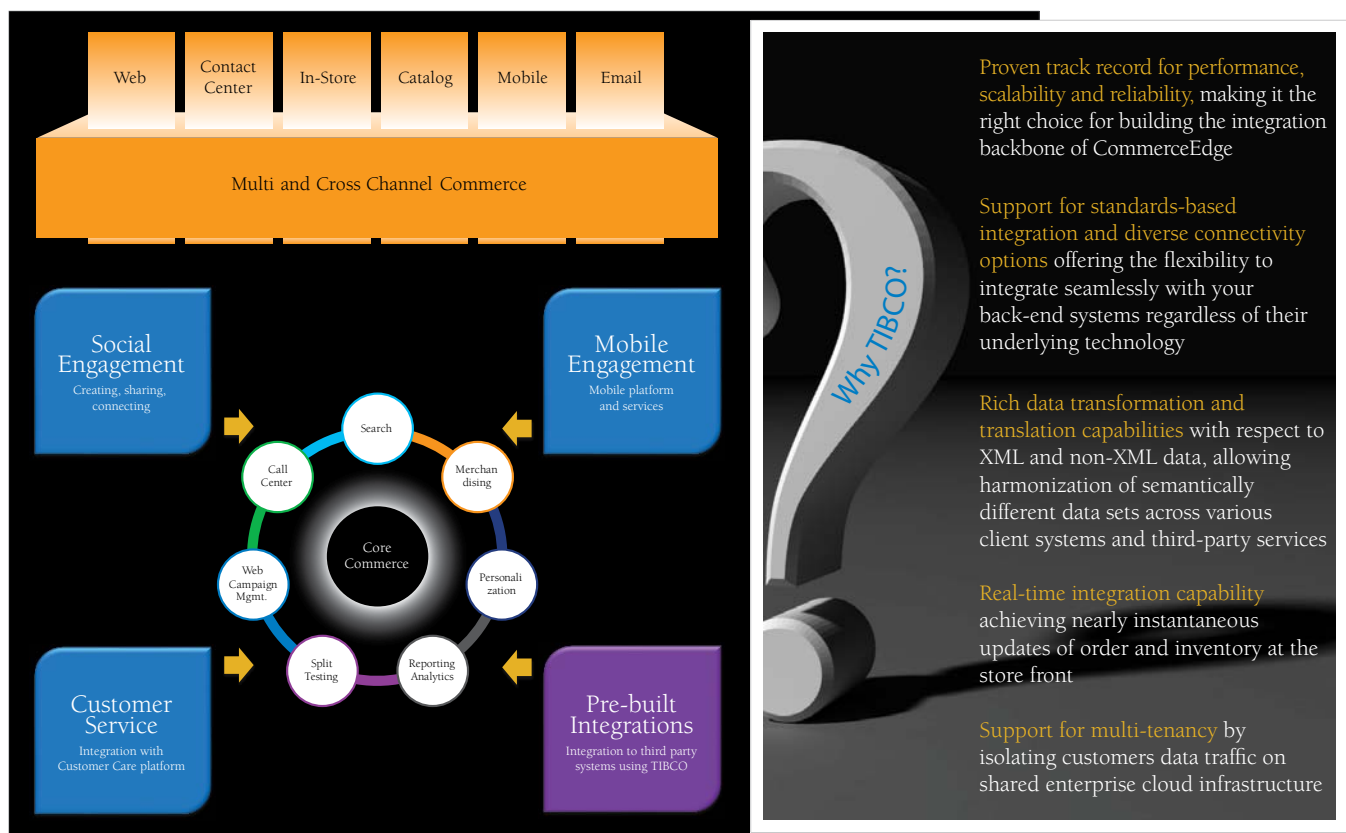 Web
Contact
Center
In-Store
Catalog
Mobile
Email
Multi and Cross Channel Commerce
Social
Engagement
Creating, sharing,
connecting
Mobile
Engagement
Mobile platform
and services
Search
Call
Center
Merchan
dising
Core
Commerce
Web
Campaign
Mgmt.
Personali
zation
Split
Testing
Reporting
Analytics
Customer
Service
Integration with
Customer Care platform
Pre-built
Integrations
Integration to third party
systems using TIBCO
Why TIBCO?
Proven track record for performance,
scalability and reliability, making it the
right choice for building the integration
backbone of CommerceEdge
Support for standards-based
integration and diverse connectivity
options offering the flexibility to
integrate seamlessly with your
back-end systems regardless of their
underlying technology
Rich data transformation and
translation capabilities with respect to
XML and non-XML data, allowing
harmonization of semantically
different data sets across various
client systems and third-party services
Real-time integration capability
achieving nearly instantaneous
updates of order and inventory at the
store front
Support for multi-tenancy by
isolating customers data traffic on
shared enterprise cloud infrastructure